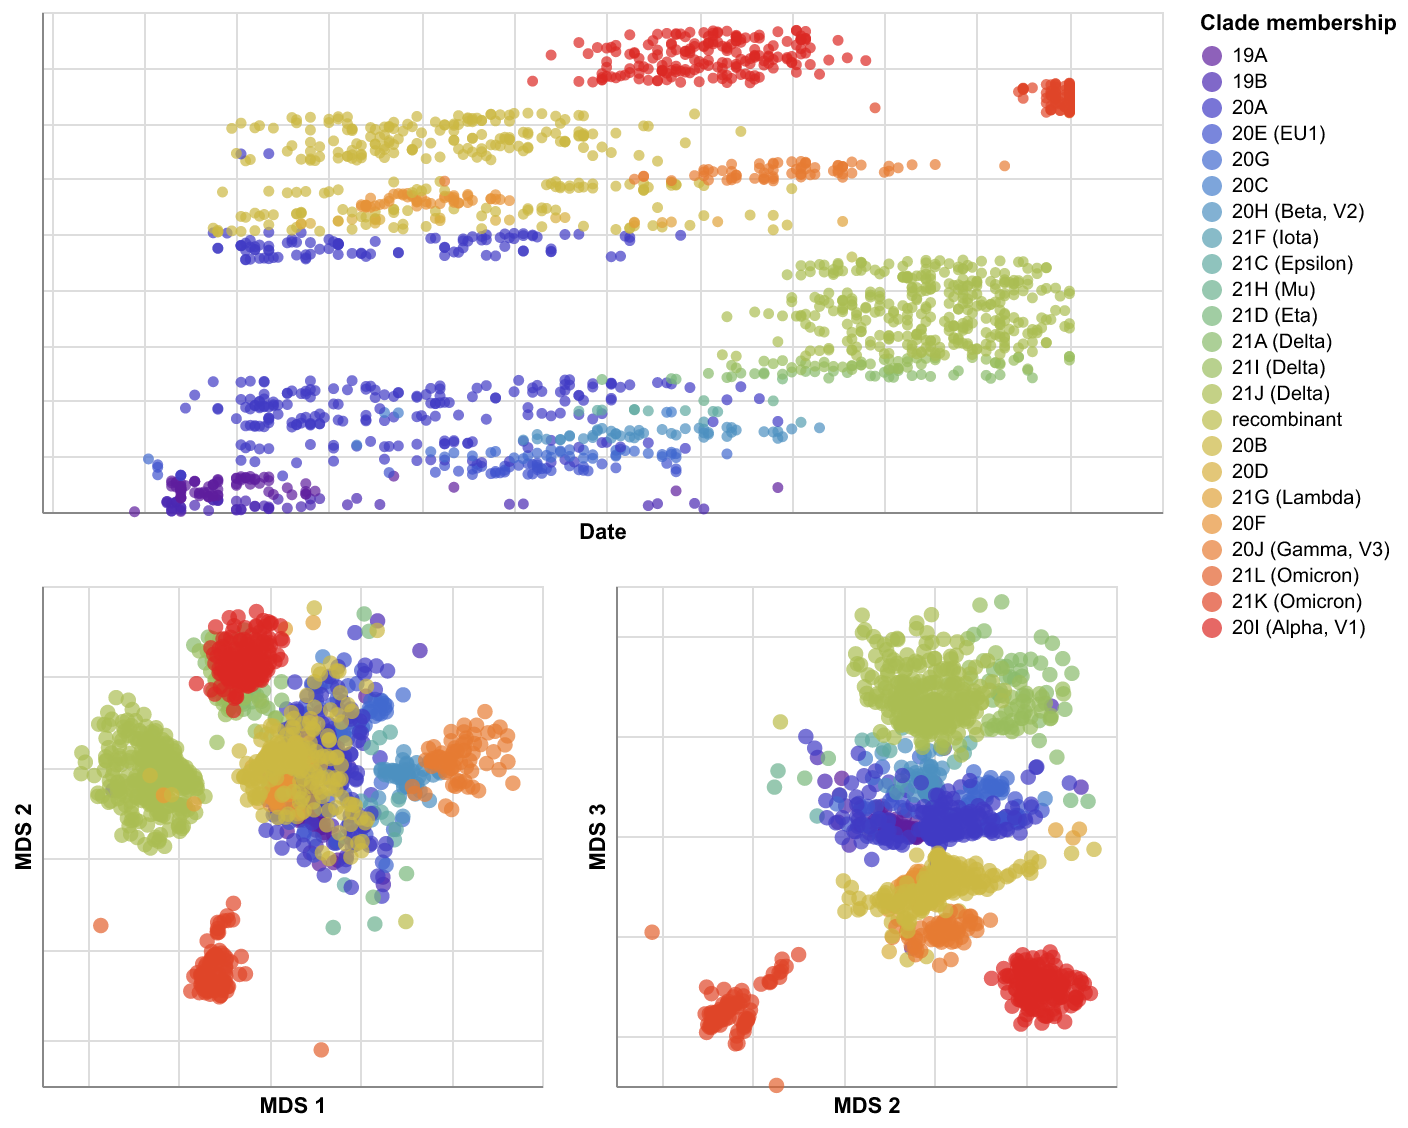 Clade membership
19A
19B
20A
20E (EU1)
20G
20C
20H (Beta, V2)
21F (Iota)
21C (Epsilon)
21H (Mu)
21D (Eta)
21A (Delta)
21I (Delta)
21J (Delta)
recombinant
20B
20D
21G (Lambda)
20F
20J (Gamma, V3)
21L (Omicron)
21K (Omicron)
20I (Alpha, V1)
Date
MDS 2
MDS 1
MDS 3
MDS 2